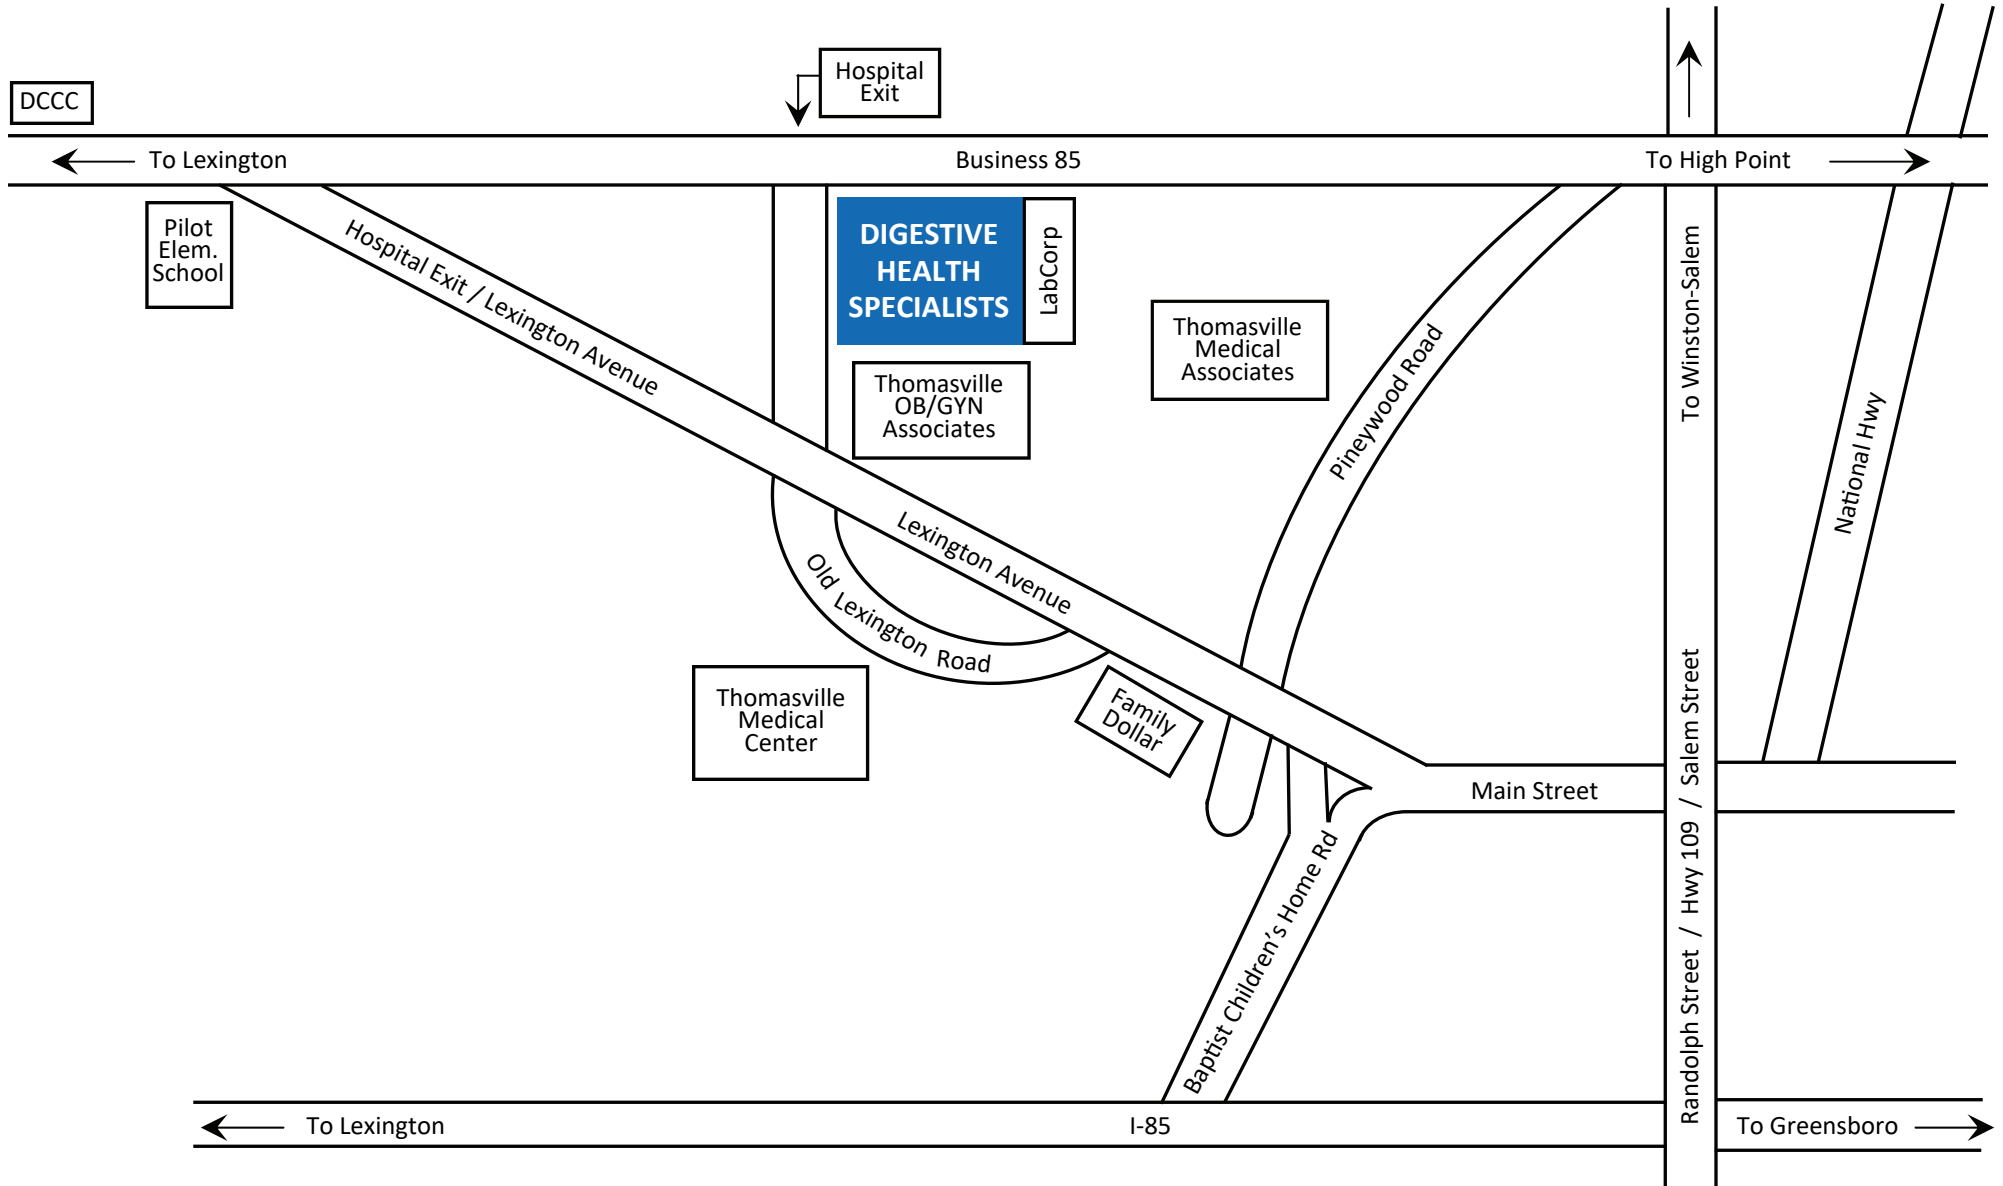 Hospital
Exit
DCCC
To Lexington
Business 85
To High Point
Pilot
Elem.
School
Hospital Exit / Lexington Avenue
DIGESTIVE
HEALTH
SPECIALISTS
LabCorp
To Winston-Salem
Thomasville
Medical
Associates
Pineywood Road
Thomasville
OB/GYN
Associates
National Hwy
Lexington Avenue
Old Lexington Road
Thomasville
Medical
Center
Family
Dollar
Main Street
Randolph Street / Hwy 109 / Salem Street
Baptist Children’s Home Rd
To Lexington
I-85
To Greensboro